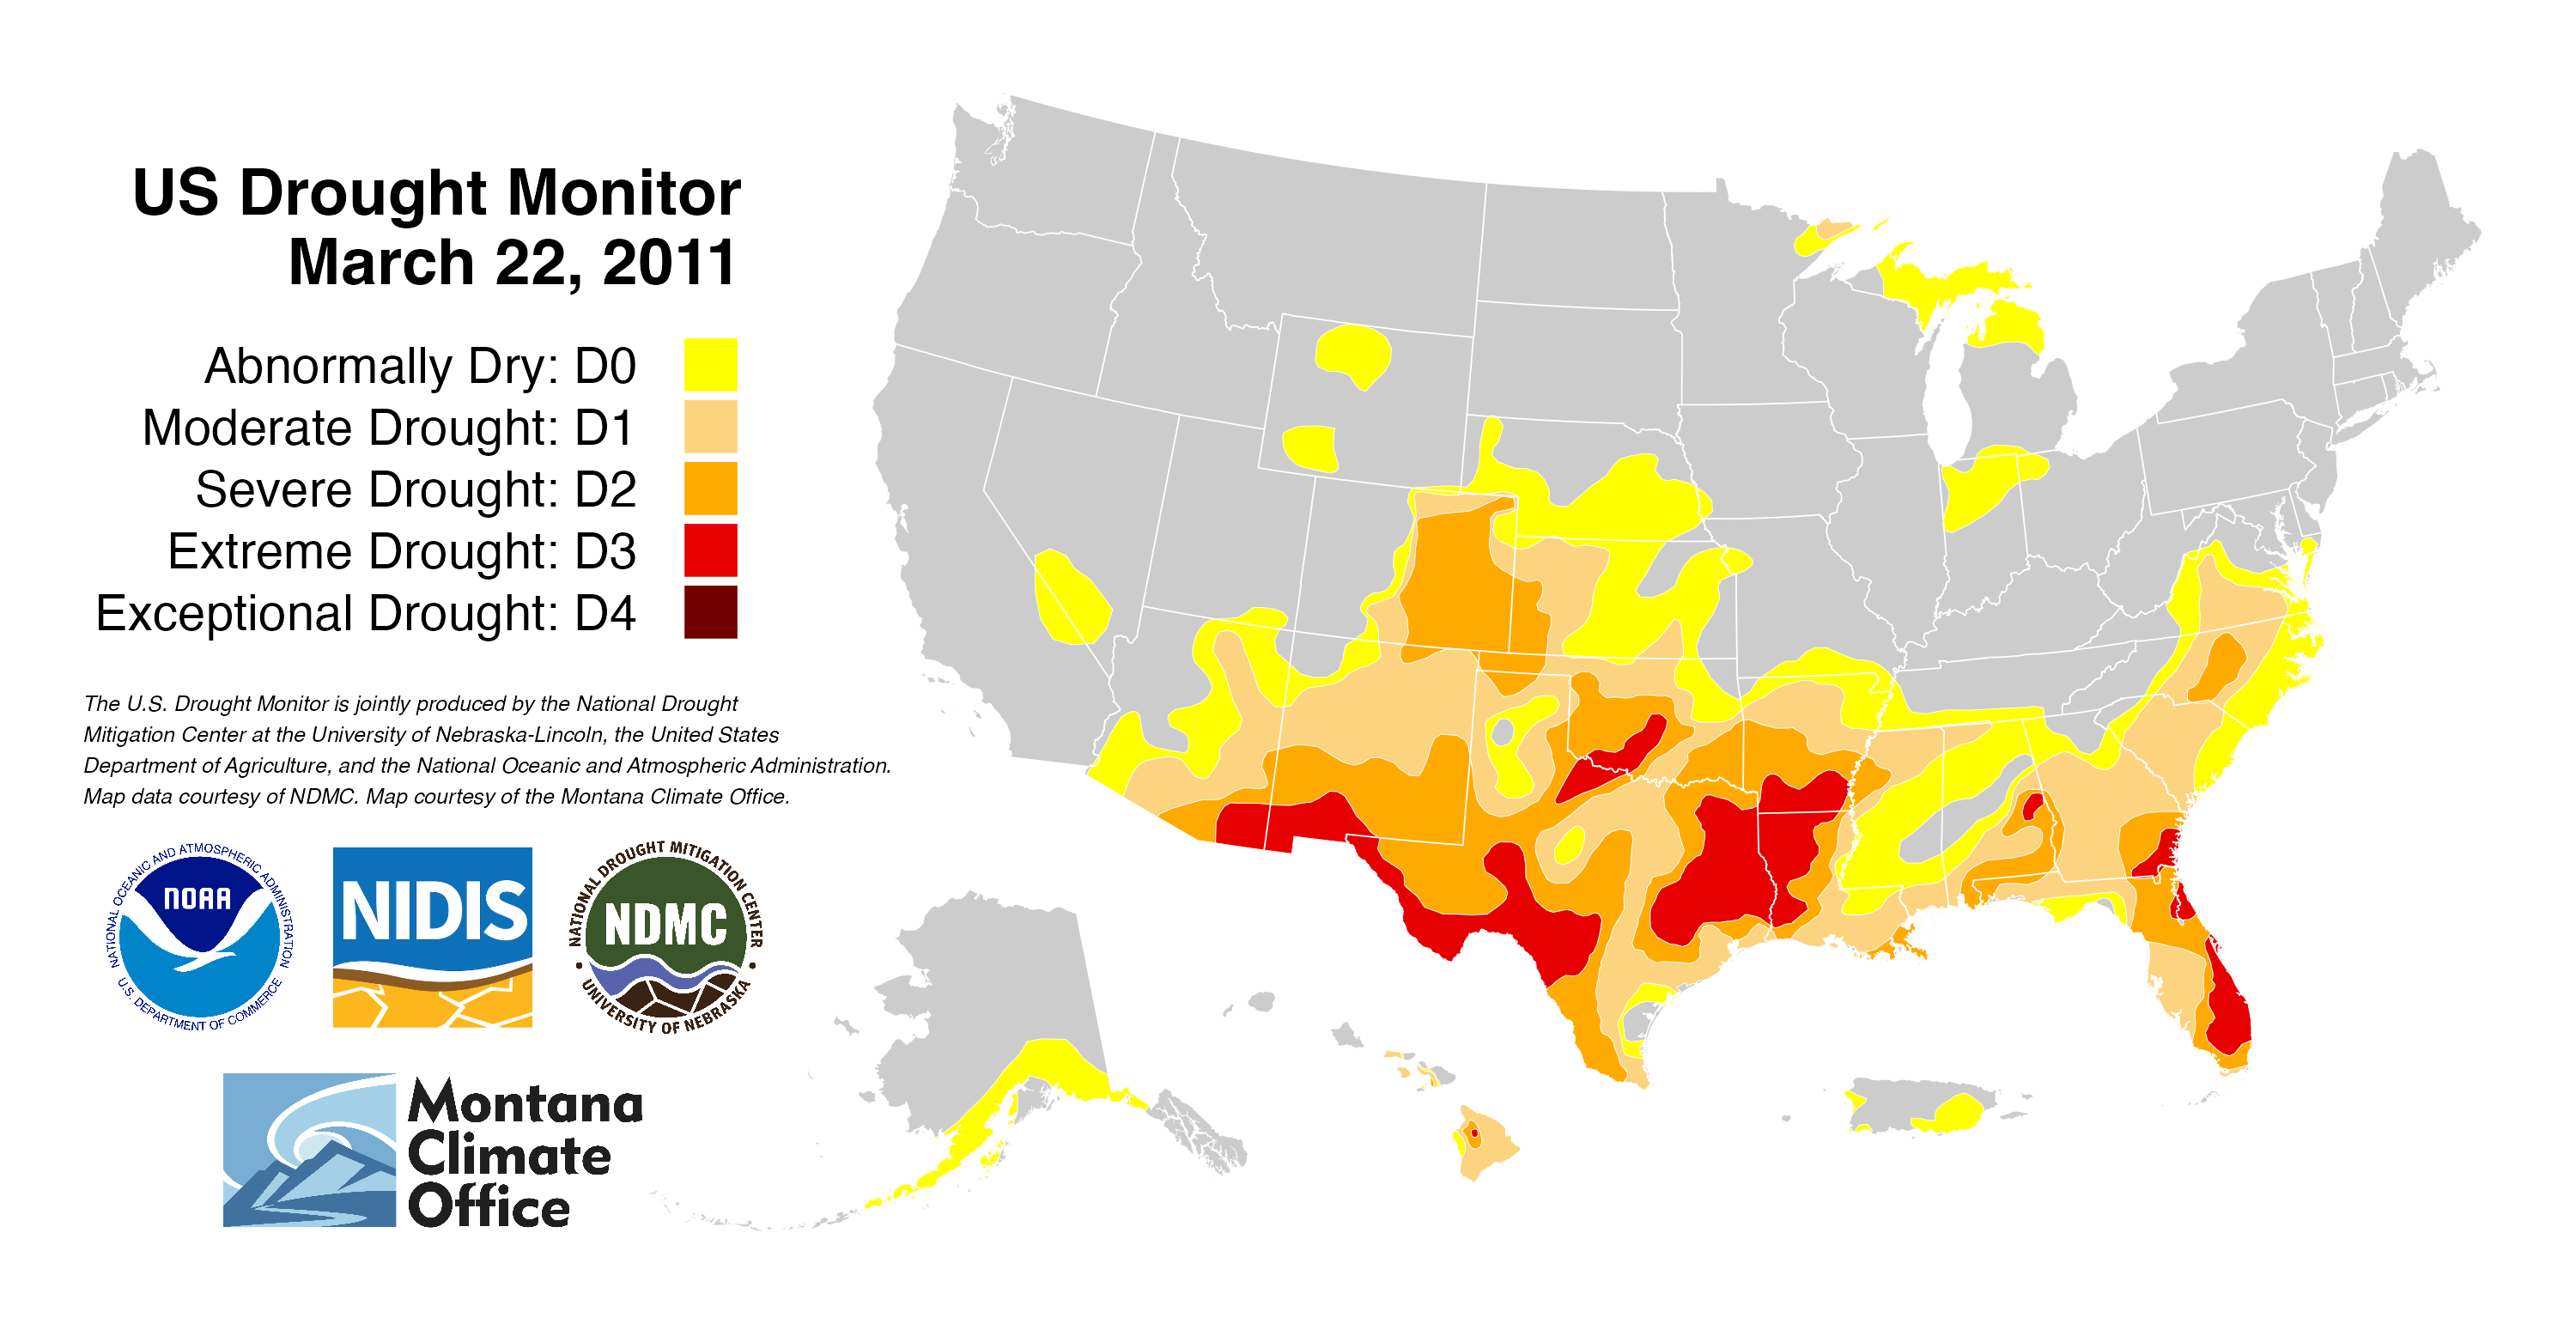 US Drought Monitor
March 22, 2011
Abnormally Dry: D0
Moderate Drought: D1
Severe Drought: D2
Extreme Drought: D3
Exceptional Drought: D4
The U.S. Drought Monitor is jointly produced by the National Drought
Mitigation Center at the University of Nebraska-Lincoln, the United States
Department of Agriculture, and the National Oceanic and Atmospheric Administration.
Map data courtesy of NDMC. Map courtesy of the Montana Climate Office.
NATIONAL OCEANIC AND ATMOSPHERIC ADMINISTRATION
NOAA
U.S. DEPARTMENT OF COMMERCE
NIDIS
NATIONAL DROUGHT MITIGATION CENTER
NDMC
UNIVERSITY OF NEBRASKA
Montana
Climate
Office